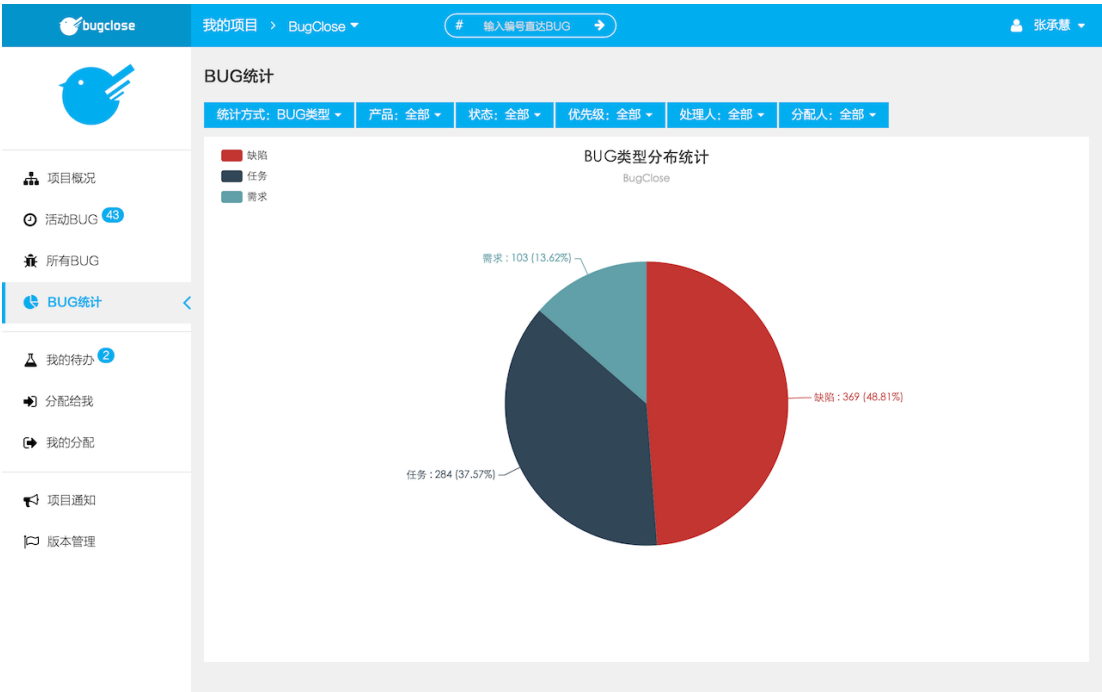 bugclose
我的项目 > BugClose
# 输入编号直达BUG
张承慧
项目概况
活动BUG 43
所有BUG
BUG统计
我的待办 2
分配给我
我的分配
项目通知
版本管理
BUG统计
统计方式：BUG类型
产品：全部
状态：全部
优先级：全部
处理人：全部
分配人：全部
缺陷
任务
需求
BUG类型分布统计
BugClose
需求 : 103 (13.62%)
缺陷 : 369 (48.81%)
任务 : 284 (37.57%)